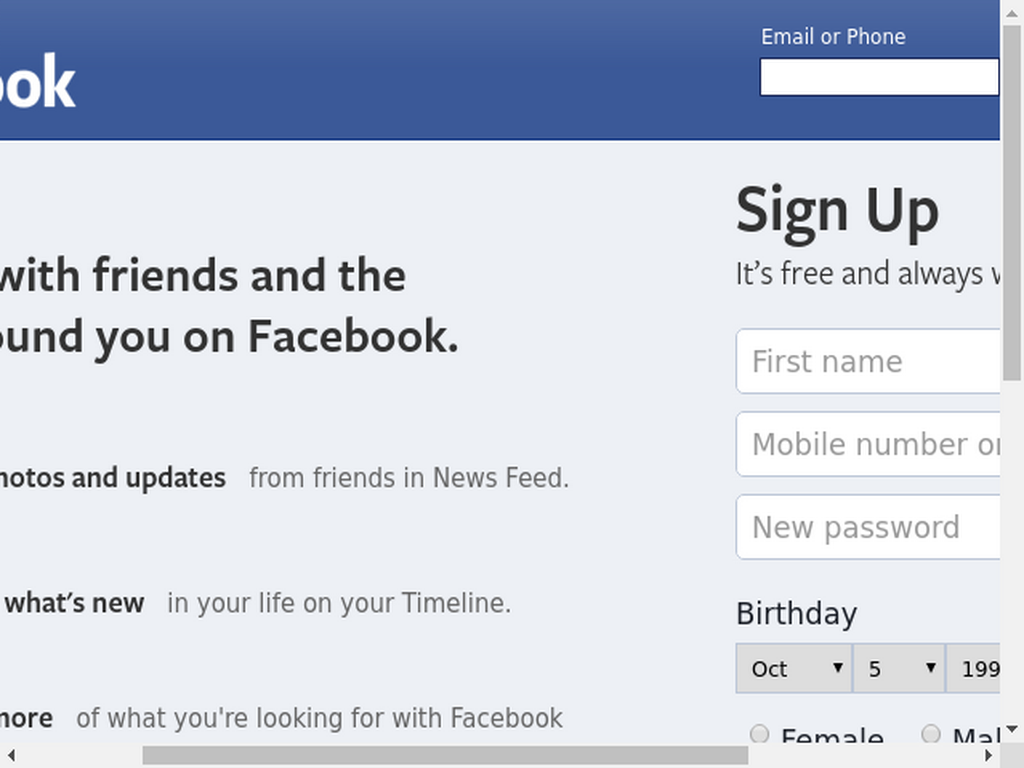 Email or Phone
ook
Sign Up
with friends and the
ound you on Facebook.
It's free and always
First name
Mobile number or
hotos and updates from friends in News Feed.
New password
what's new in your life on your Timeline.
Birthday
Oct 5 199
more of what you're looking for with Facebook
Female Mal